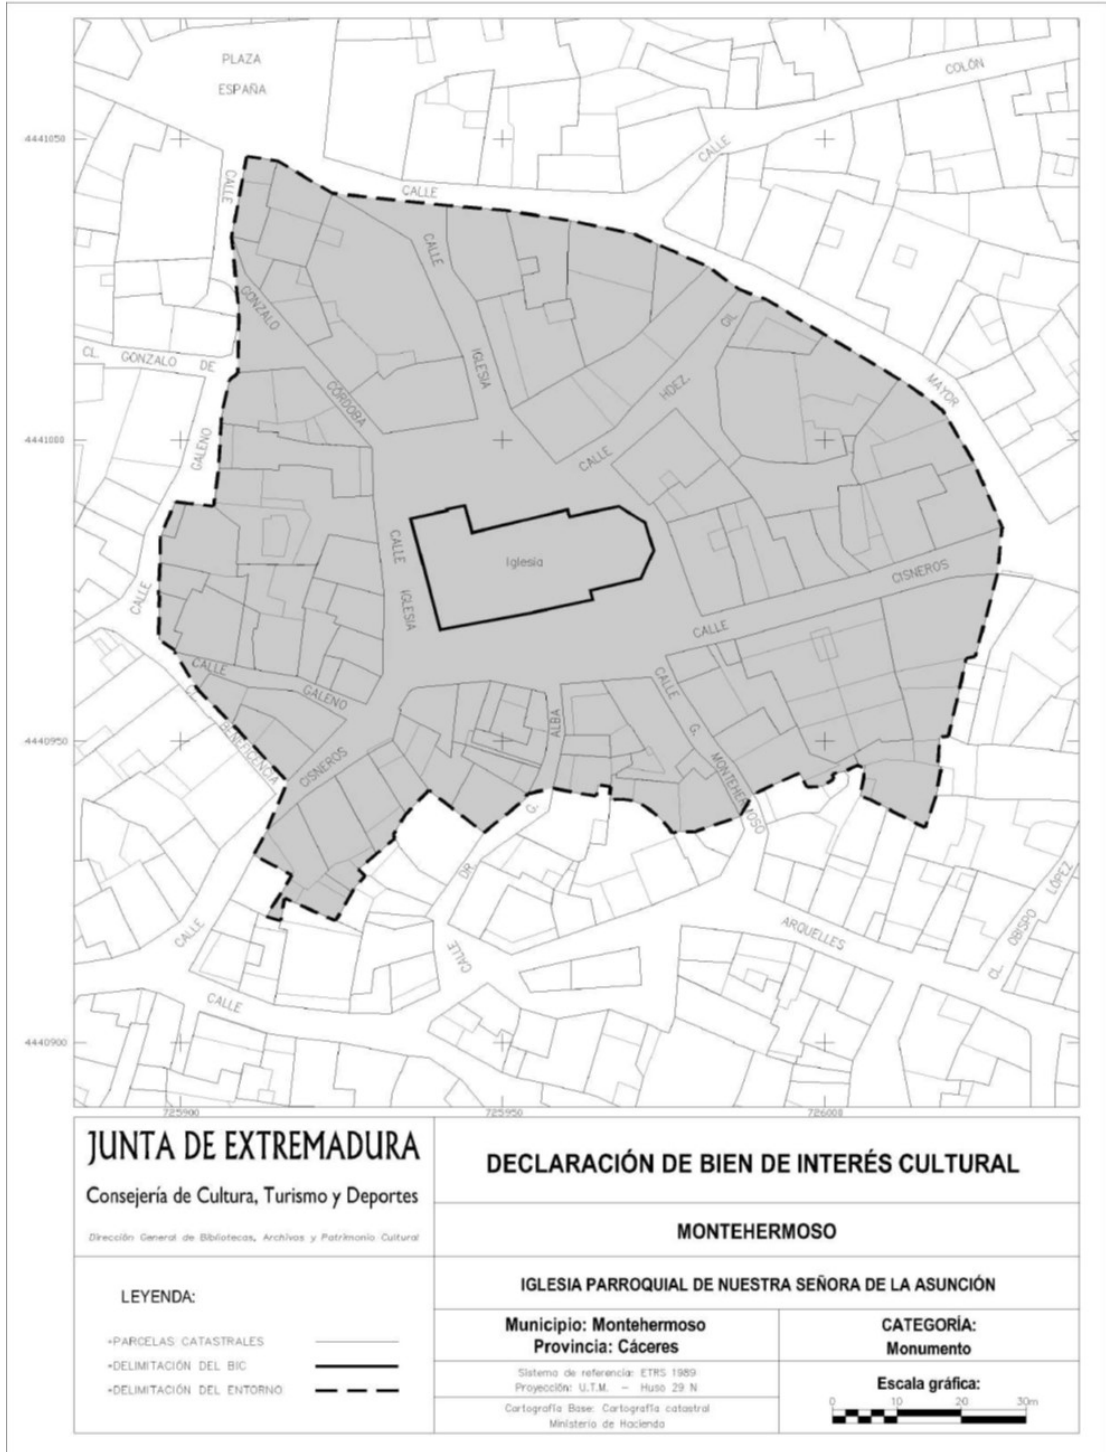 PLAZA
ESPAÑA
COLÓN
4441050
CALLE
CALLE
CALLE
CALLE
GONZALO
GIL
CL. GONZALO DE
IGLESIA
HDEZ.
MAYOR
CÓRDOBA
4441000
GALENO
CALLE
CALLE
Iglesia
CISNEROS
CALLE
IGLESIA
CALLE
CALLE
GALENO
CALLE
C.
BENEFICENCIA
ALBA
G.
4440950
CISNEROS
MONTEHERMOSO
G.
DR
LÓPEZ
OBISPO
CL.
ARQUELLES
CALLE
CALLE
CALLE
4440900
725900
725950
726000
JUNTA DE EXTREMADURA
Consejería de Cultura, Turismo y Deportes
Dirección General de Bibliotecas, Archivos y Patrimonio Cultural
DECLARACIÓN DE BIEN DE INTERÉS CULTURAL
MONTEHERMOSO
IGLESIA PARROQUIAL DE NUESTRA SEÑORA DE LA ASUNCIÓN
LEYENDA:
-PARCELAS CATASTRALES
-DELIMITACIÓN DEL BIC
-DELIMITACIÓN DEL ENTORNO
Municipio: Montehermoso
Provincia: Cáceres
Sistema de referencia: ETRS 1989
Proyección: U.T.M. - Huso 29 N
Cartografía Base: Cartografía catastral
Ministerio de Hacienda
CATEGORÍA:
Monumento
Escala gráfica:
0 10 20 30m